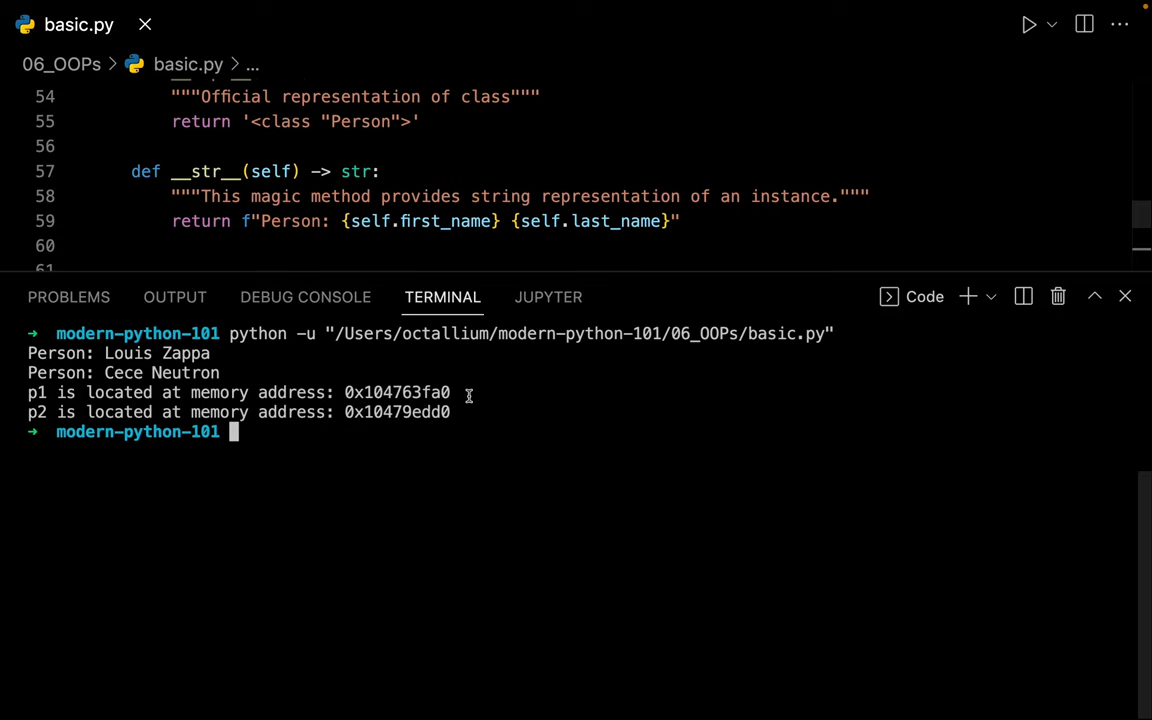 basic.py
06_OOPs > basic.py > ...
54 """Official representation of class"""
55 return '<class "Person">'
56
57 def __str__(self) -> str:
58 """This magic method provides string representation of an instance."""
59 return f"Person: {self.first_name} {self.last_name}"
60
61
PROBLEMS OUTPUT DEBUG CONSOLE TERMINAL JUPYTER Code
→ modern-python-101 python -u "/Users/octallium/modern-python-101/06_OOPs/basic.py"
Person: Louis Zappa
Person: Cece Neutron
p1 is located at memory address: 0x104763fa0
p2 is located at memory address: 0x10479edd0
→ modern-python-101